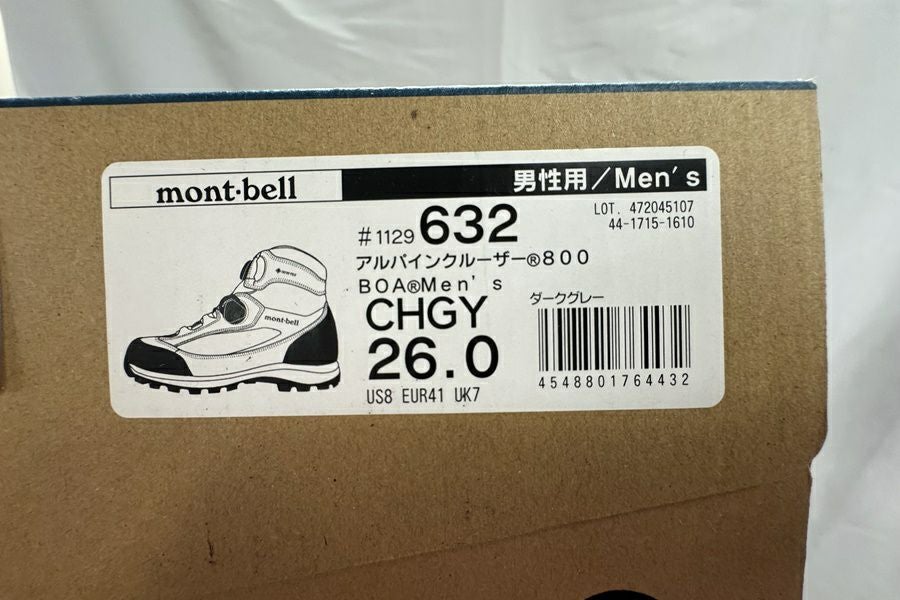 mont·bell 男性用/Men's
#1129 632
LOT. 472045107
44-1715-1610
アルパインクルーザー®800
BOA®Men's
CHGY
ダークグレー
26.0
US8 EUR41 UK7
4548801764432
mont-bell